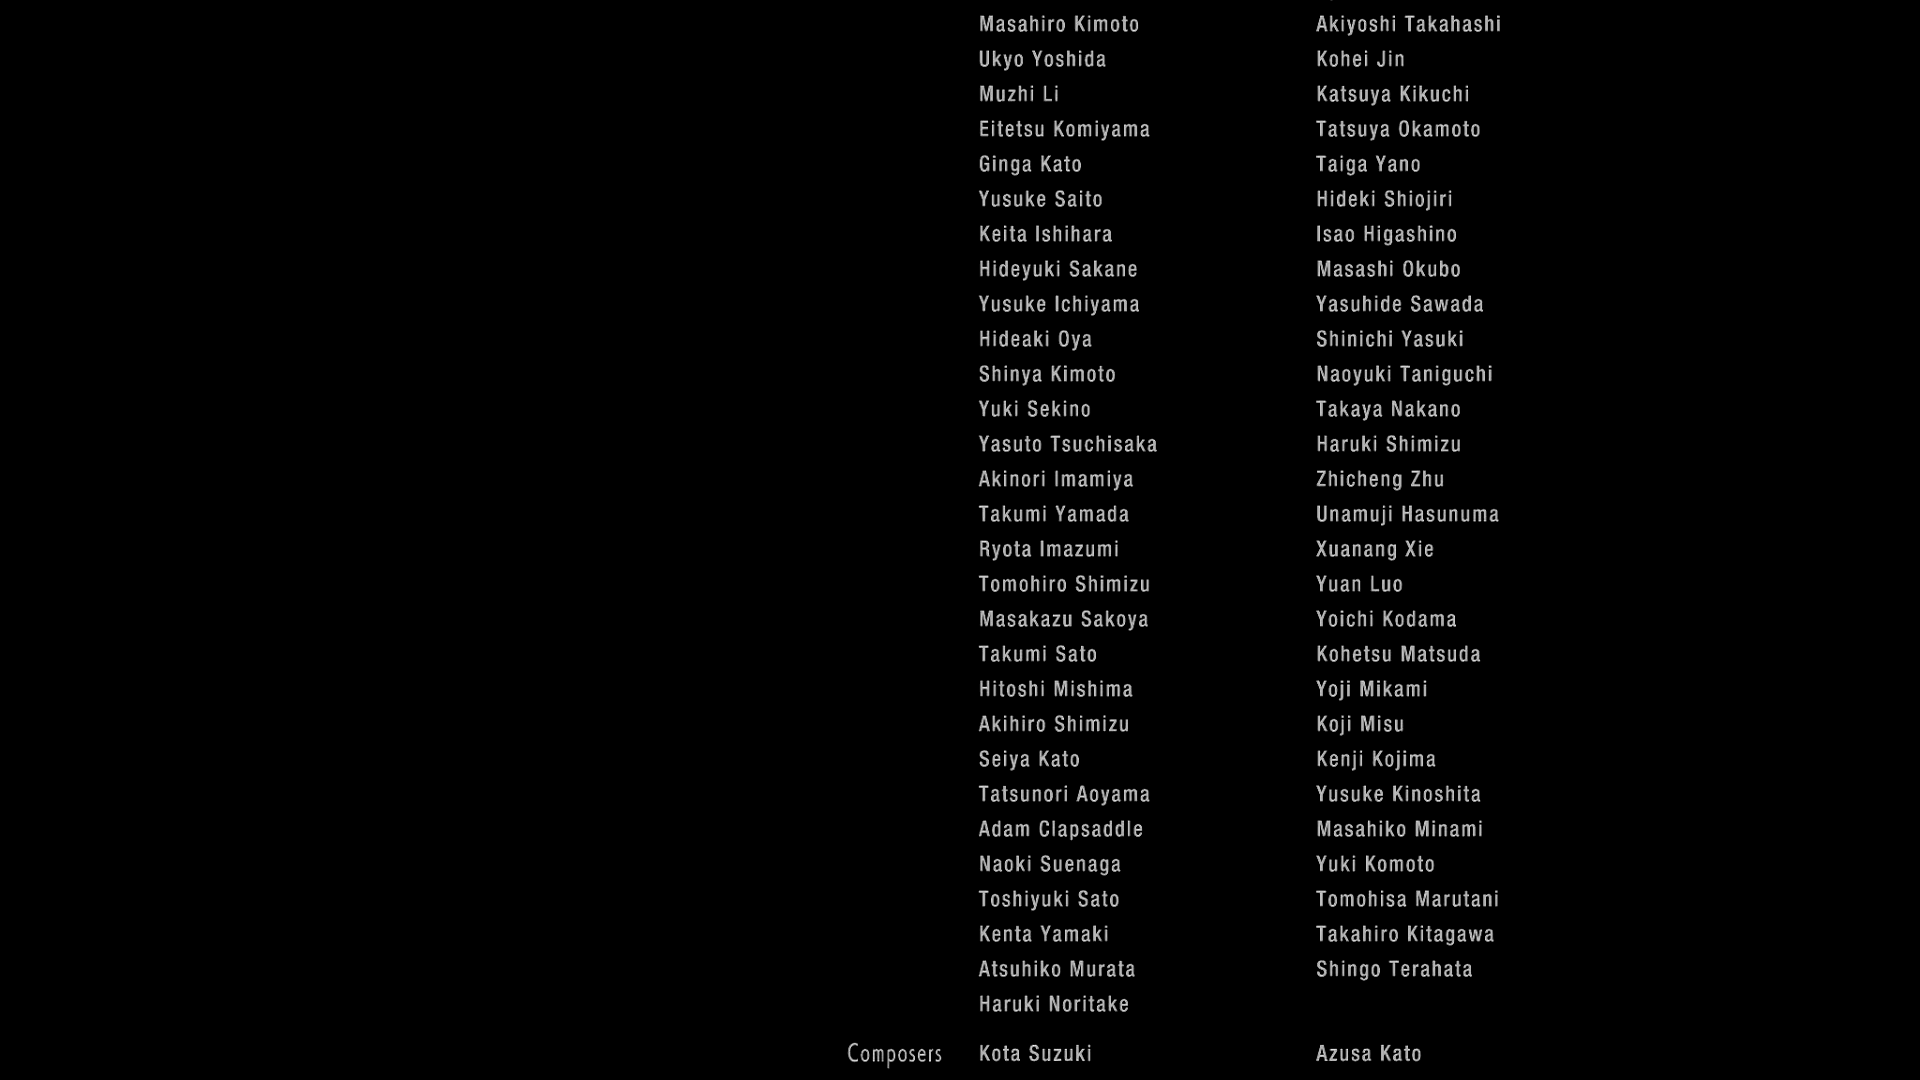 Masahiro Kimoto Akiyoshi Takahashi
Ukyo Yoshida Kohei Jin
Muzhi Li Katsuya Kikuchi
Eitetsu Komiyama Tatsuya Okamoto
Ginga Kato Taiga Yano
Yusuke Saito Hideki Shiojiri
Keita Ishihara Isao Higashino
Hideyuki Sakane Masashi Okubo
Yusuke Ichiyama Yasuhide Sawada
Hideaki Oya Shinichi Yasuki
Shinya Kimoto Naoyuki Taniguchi
Yuki Sekino Takaya Nakano
Yasuto Tsuchisaka Haruki Shimizu
Akinori Imamiya Zhicheng Zhu
Takumi Yamada Unamuji Hasunuma
Ryota Imazumi Xuanang Xie
Tomohiro Shimizu Yuan Luo
Masakazu Sakoya Yoichi Kodama
Takumi Sato Kohetsu Matsuda
Hitoshi Mishima Yoji Mikami
Akihiro Shimizu Koji Misu
Seiya Kato Kenji Kojima
Tatsunori Aoyama Yusuke Kinoshita
Adam Clapsaddle Masahiko Minami
Naoki Suenaga Yuki Komoto
Toshiyuki Sato Tomohisa Marutani
Kenta Yamaki Takahiro Kitagawa
Atsuhiko Murata Shingo Terahata
Haruki Noritake
Composers Kota Suzuki Azusa Kato